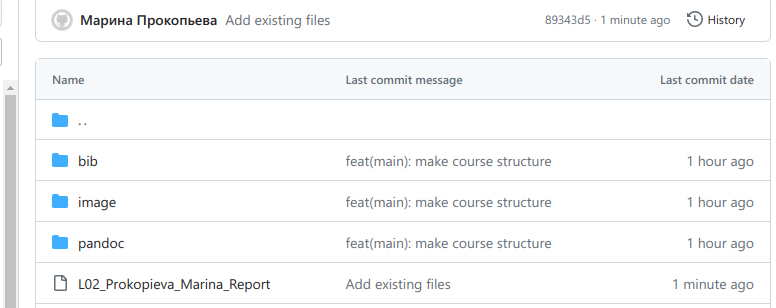 Марина Прокопьева Add existing files 89343d5 · 1 minute ago History
Name Last commit message Last commit date
..
bib feat(main): make course structure 1 hour ago
image feat(main): make course structure 1 hour ago
pandoc feat(main): make course structure 1 hour ago
L02_Prokopieva_Marina_Report Add existing files 1 minute ago